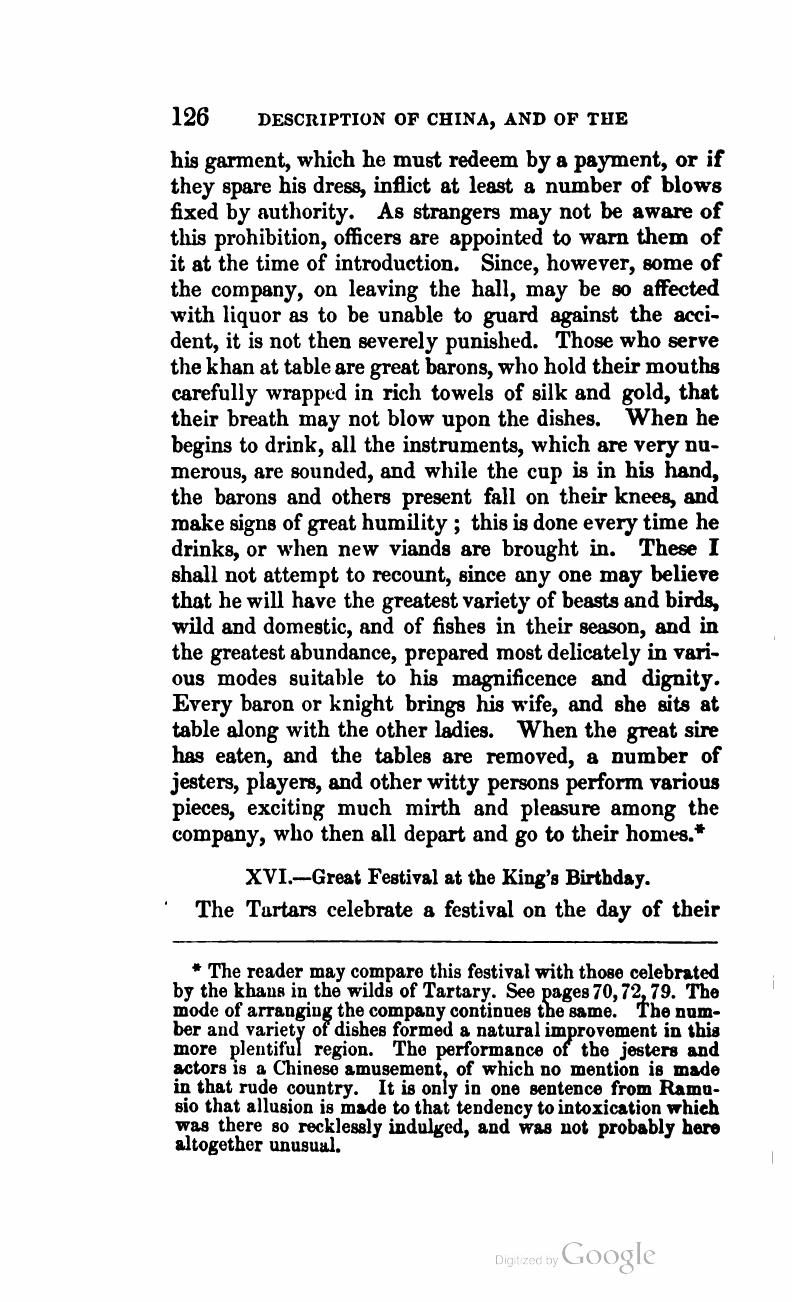 126 DESCRIPTION OF CHINA, AND OF THE
his garment, which he must redeem by a payment, or if
they spare his dress, inflict at least a number of blows
fixed by authority. As strangers may not be aware of
this prohibition, officers are appointed to warn them of
it at the time of introduction. Since, however, some of
the company, on leaving the hall, may be so affected
with liquor as to be unable to guard against the acci-
dent, it is not then severely punished. Those who serve
the khan at table are great barons, who hold their mouths
carefully wrapped in rich towels of silk and gold, that
their breath may not blow upon the dishes. When he
begins to drink, all the instruments, which are very nu-
merous, are sounded, and while the cup is in his hand,
the barons and others present fall on their knees, and
make signs of great humility ; this is done every time he
drinks, or when new viands are brought in. These I
shall not attempt to recount, since any one may believe
that he will have the greatest variety of beasts and birds,
wild and domestic, and of fishes in their season, and in
the greatest abundance, prepared most delicately in vari-
ous modes suitable to his magnificence and dignity.
Every baron or knight brings his wife, and she sits at
table along with the other ladies. When the great sire
has eaten, and the tables are removed, a number of
jesters, players, and other witty persons perform various
pieces, exciting much mirth and pleasure among the
company, who then all depart and go to their homes.*
XVI.—Great Festival at the King's Birthday.
The Tartars celebrate a festival on the day of their
* The reader may compare this festival with those celebrated
by the khans in the wilds of Tartary. See pages 70, 72, 79. The
mode of arranging the company continues the same. The num-
ber and variety of dishes formed a natural improvement in this
more plentiful region. The performance of the jesters and
actors is a Chinese amusement, of which no mention is made
in that rude country. It is only in one sentence from Ramu-
sio that allusion is made to that tendency to intoxication which
was there so recklessly indulged, and was not probably here
altogether unusual.
Digitized by Google